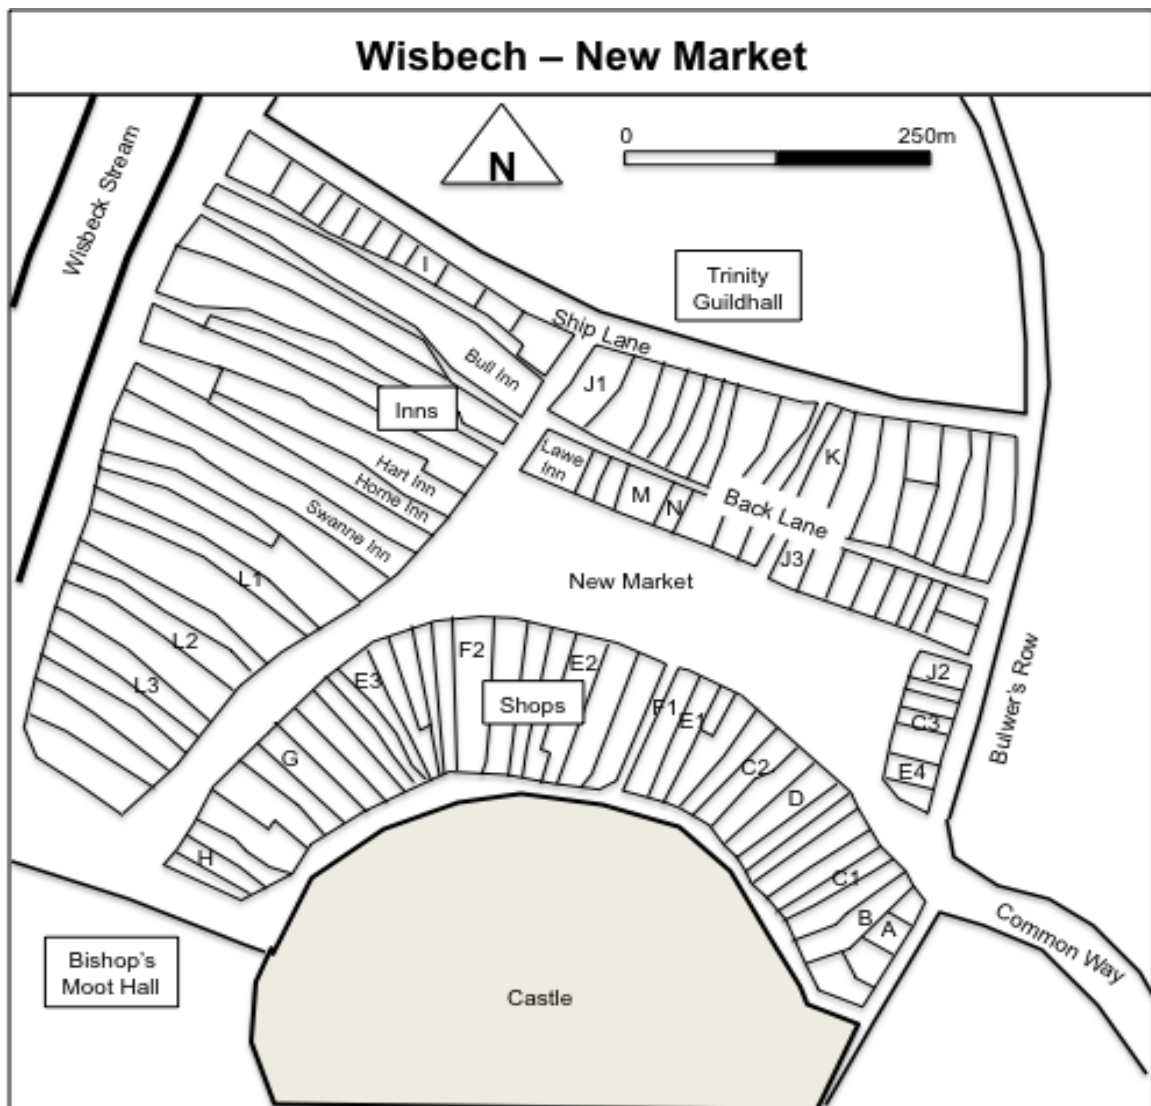 Wisbech – New Market
0
250m
N
Wisbeck Stream
I
Trinity
Guildhall
Ship Lane
Bull Inn
J1
Inns
Lawe
Inn
K
Hart Inn
Horne Inn
M
N
Back Lane
Swanne Inn
J3
New Market
L1
L2
L3
F2
E2
E3
Shops
F1
E1
J2
C3
E4
Bulwer's Row
G
C2
D
H
C1
B
A
Common Way
Bishop's
Moot Hall
Castle